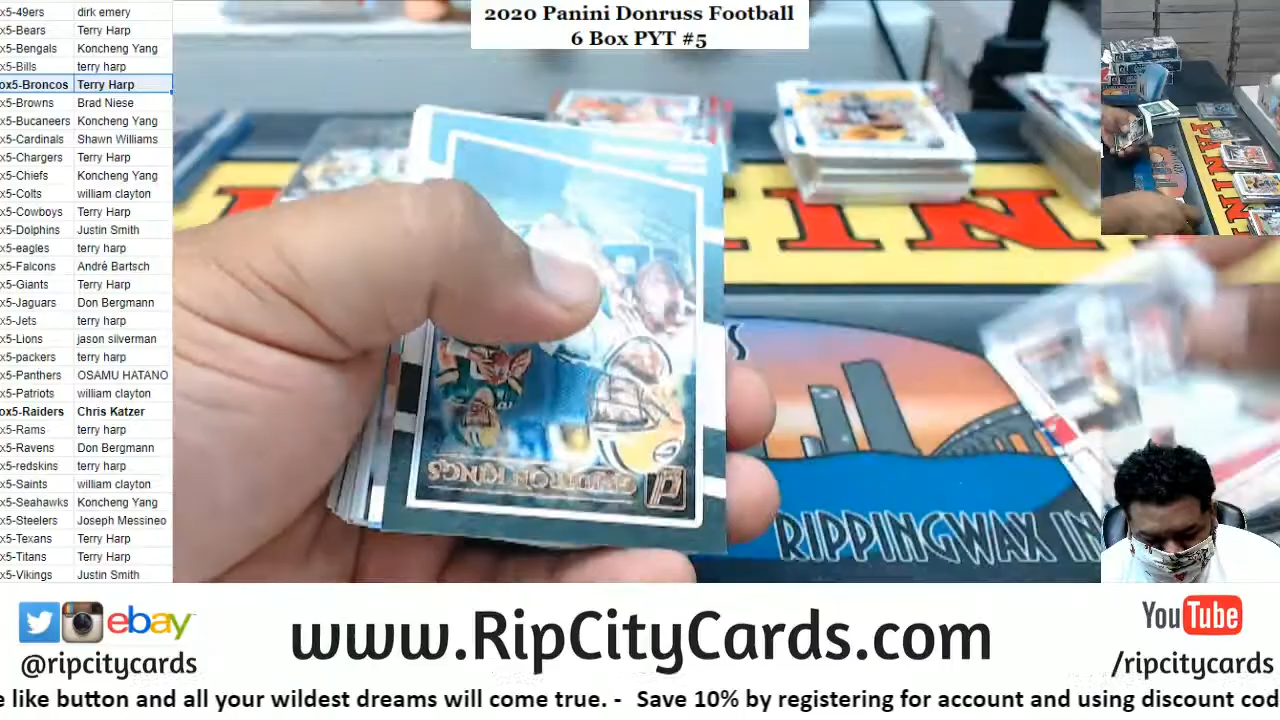 2020 Panini Donruss Football
6 Box PYT #5
x5-49ers dirk emery
x5-Bears Terry Harp
x5-Bengals Koncheng Yang
x5-Bills terry harp
ox5-Broncos Terry Harp
x5-Browns Brad Niese
x5-Bucaneers Koncheng Yang
x5-Cardinals Shawn Williams
x5-Chargers Terry Harp
x5-Chiefs Koncheng Yang
x5-Colts william clayton
x5-Cowboys Terry Harp
x5-Dolphins Justin Smith
x5-eagles terry harp
x5-Falcons André Bartsch
x5-Giants Terry Harp
x5-Jaguars Don Bergmann
x5-Jets terry harp
x5-Lions jason silverman
x5-packers terry harp
x5-Panthers OSAMU HATANO
x5-Patriots william clayton
ox5-Raiders Chris Katzer
x5-Rams terry harp
x5-Ravens Don Bergmann
x5-redskins terry harp
x5-Saints william clayton
x5-Seahawks Koncheng Yang
x5-Steelers Joseph Messineo
x5-Texans Terry Harp
x5-Titans Terry Harp
x5-Vikings Justin Smith
GRIDIRON KINGS
RIPPINGWAX IN
PANINI
ebay
@ripcitycards
www.RipCityCards.com
YouTube
/ripcitycards
e like button and all your wildest dreams will come true. - Save 10% by registering for account and using discount cod